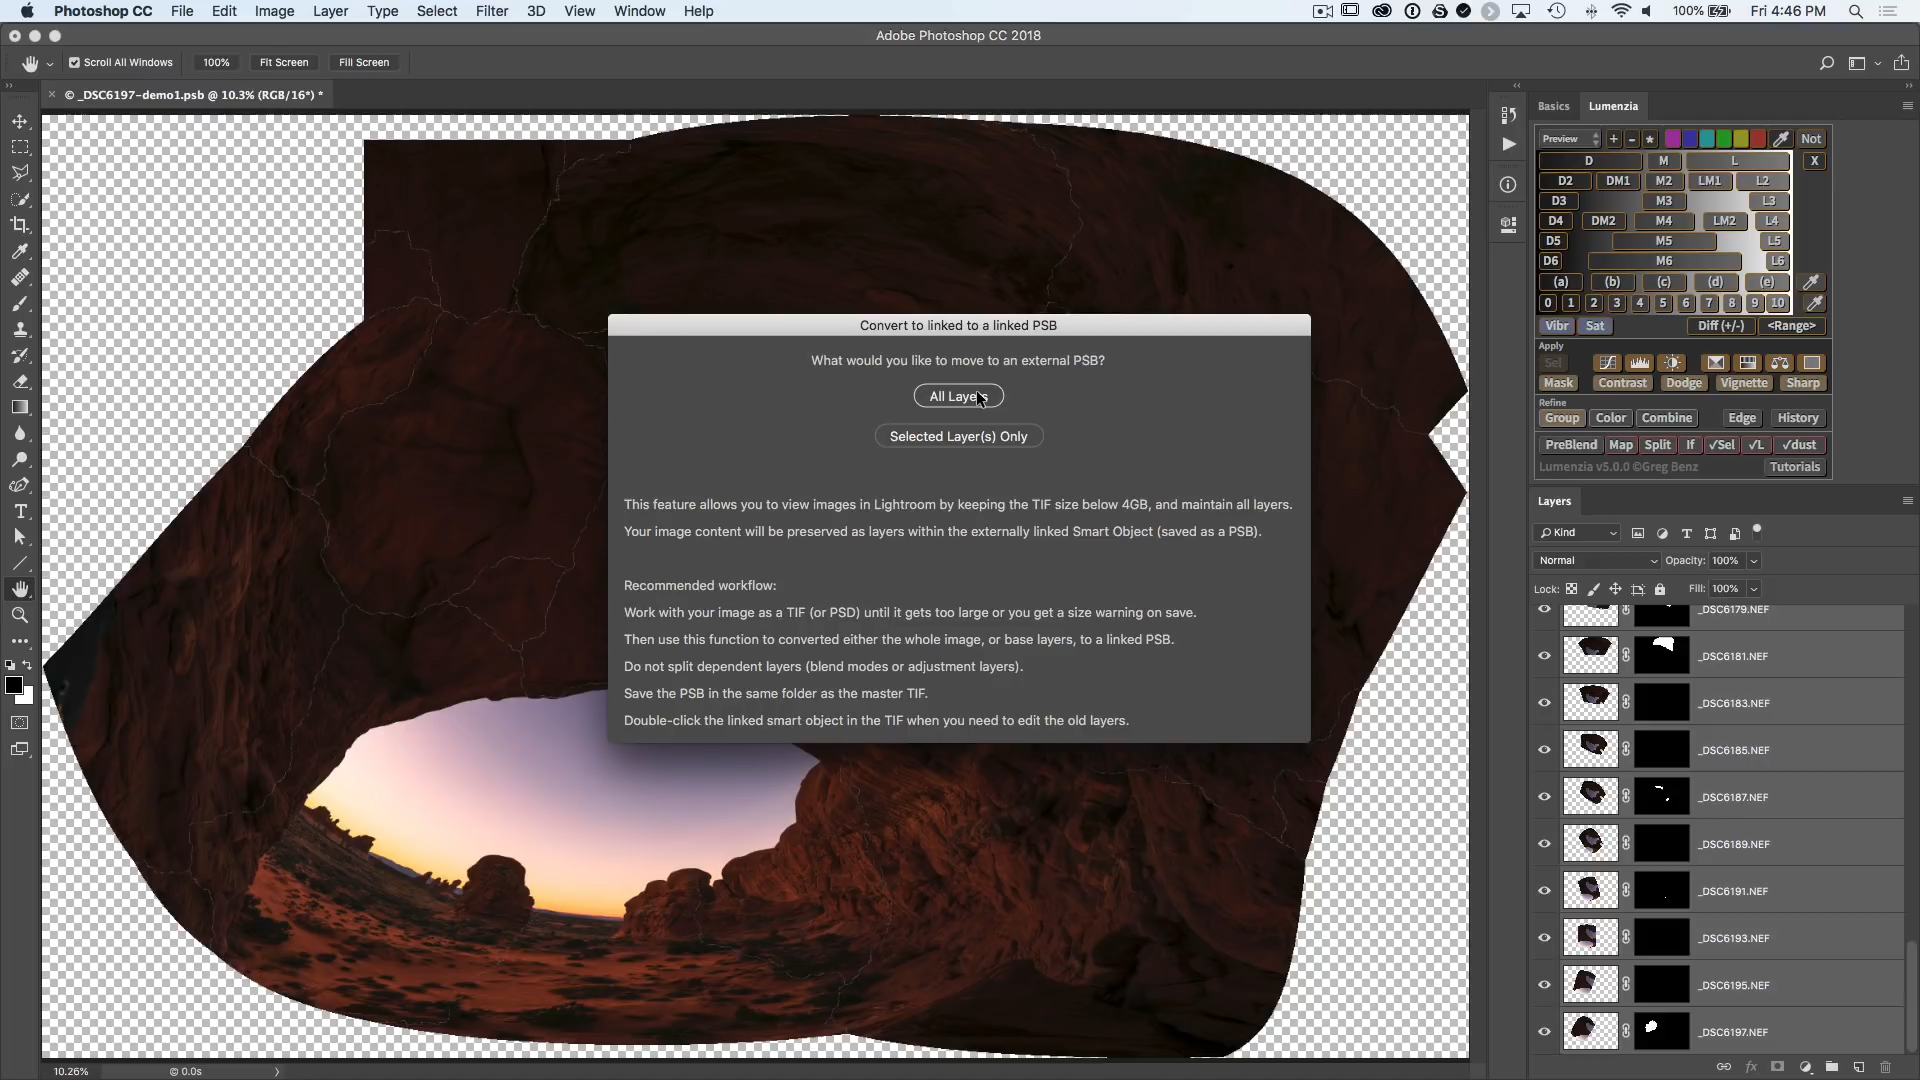 Photoshop CC File Edit Image Layer Type Select Filter 3D View Window Help 100% Fri 4:46 PM
Adobe Photoshop CC 2018
Scroll All Windows 100% Fit Screen Fill Screen
© _DSC6197-demo1.psb @ 10.3% (RGB/16*) *
Basics Lumenzia
Preview + - * Not
D M L X
D2 DM1 M2 LM1 L2
D3 M3 L3
D4 DM2 M4 LM2 L4
D5 M5 L5
D6 M6 L6
(a) (b) (c) (d) (e)
0 1 2 3 4 5 6 7 8 9 10
Vibr Sat Diff (+/-) <Range>
Apply
Sel
Mask Contrast Dodge Vignette Sharp
Refine
Group Color Combine Edge History
PreBlend Map Split If √Sel √L √dust
Lumenzia v5.0.0 ©Greg Benz Tutorials
Convert to linked to a linked PSB
What would you like to move to an external PSB?
All Layers
Selected Layer(s) Only
This feature allows you to view images in Lightroom by keeping the TIF size below 4GB, and maintain all layers.
Your image content will be preserved as layers within the externally linked Smart Object (saved as a PSB).
Recommended workflow:
Work with your image as a TIF (or PSD) until it gets too large or you get a size warning on save.
Then use this function to converted either the whole image, or base layers, to a linked PSB.
Do not split dependent layers (blend modes or adjustment layers).
Save the PSB in the same folder as the master TIF.
Double-click the linked smart object in the TIF when you need to edit the old layers.
Layers
Kind
Normal Opacity: 100%
Lock: Fill: 100%
_DSC6179.NEF
_DSC6181.NEF
_DSC6183.NEF
_DSC6185.NEF
_DSC6187.NEF
_DSC6189.NEF
_DSC6191.NEF
_DSC6193.NEF
_DSC6195.NEF
_DSC6197.NEF
10.26% 0.0s